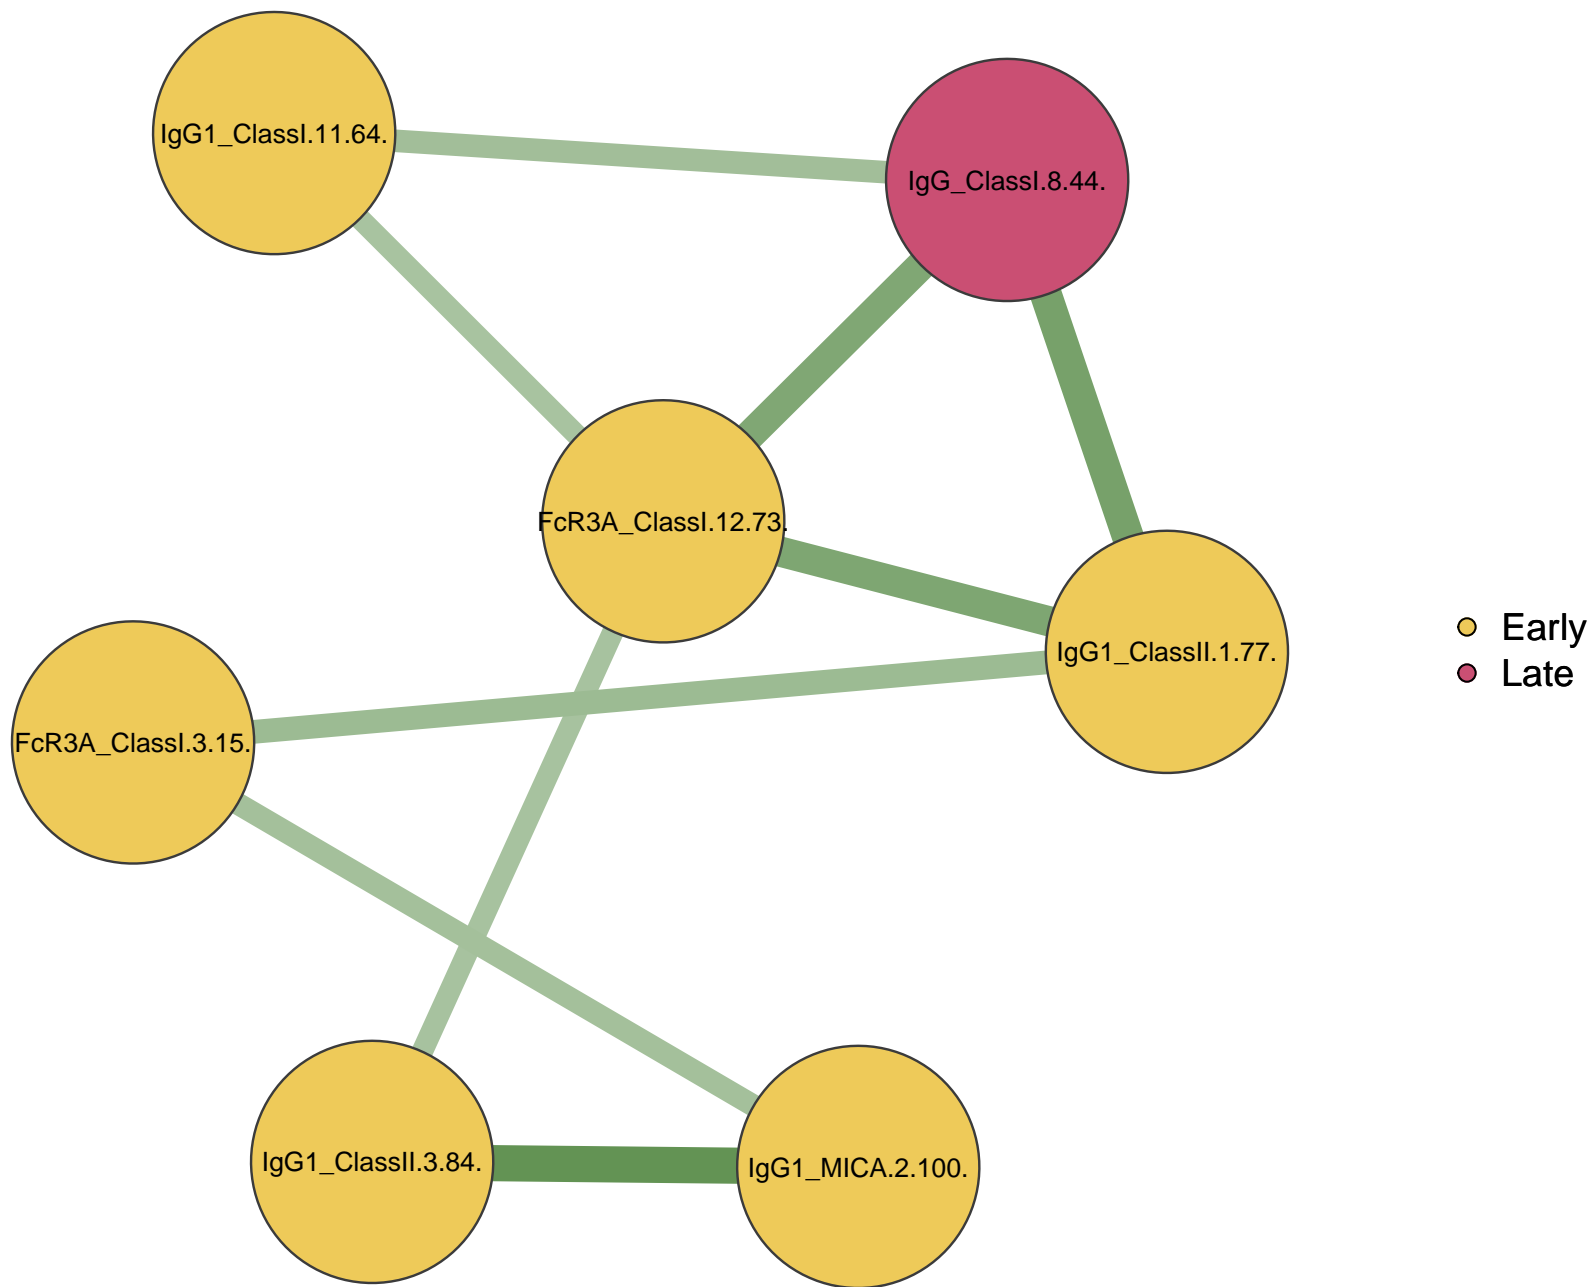 IgG1_ClassI.11.64.
IgG_ClassI.8.44.
FcR3A_ClassI.12.73.
IgG1_ClassII.1.77.
FcR3A_ClassI.3.15.
IgG1_ClassII.3.84.
IgG1_MICA.2.100.
Early
Late